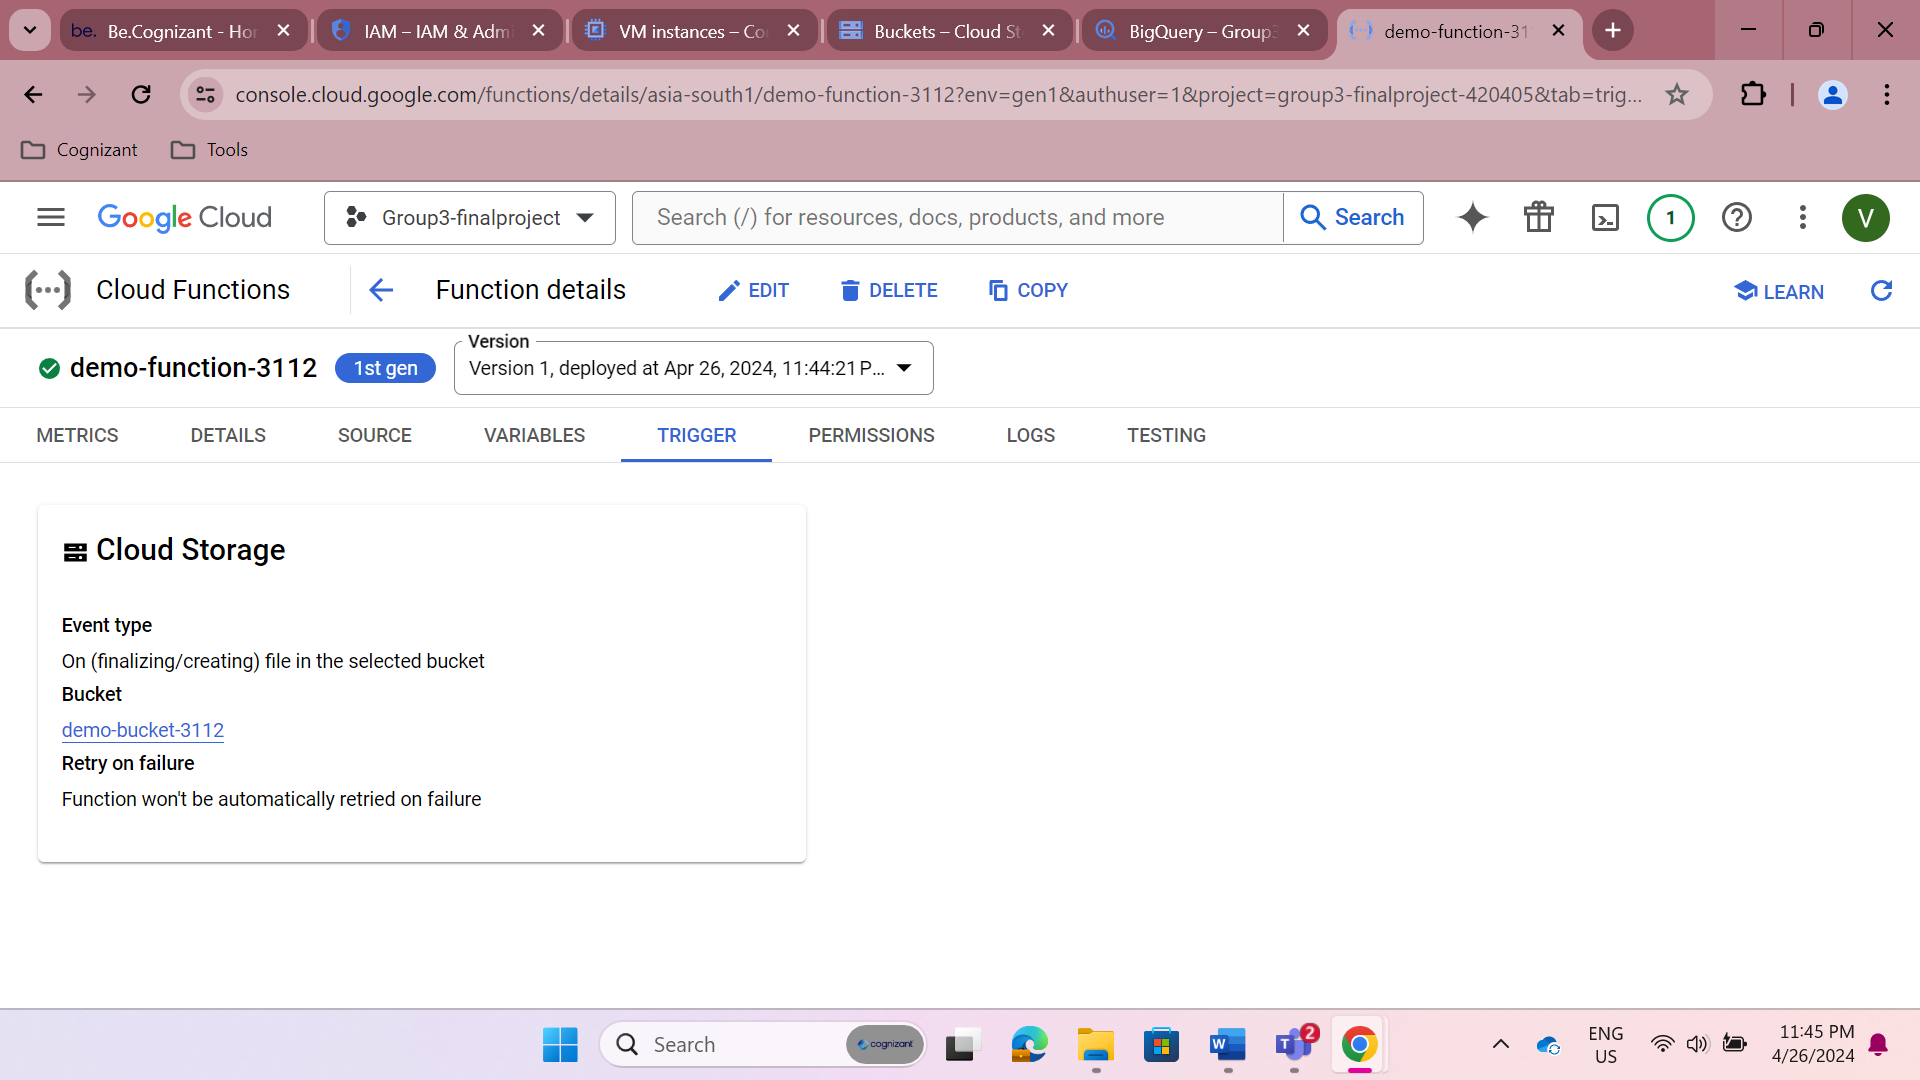 be. Be.Cognizant - Hor
IAM – IAM & Adm
VM instances – Co
Buckets – Cloud St
BigQuery – Group3
demo-function-31
console.cloud.google.com/functions/details/asia-south1/demo-function-3112?env=gen1&authuser=1&project=group3-finalproject-420405&tab=trig...
Cognizant
Tools
Google Cloud
Group3-finalproject
Search (/) for resources, docs, products, and more
Search
1
V
Cloud Functions
Function details
EDIT
DELETE
COPY
LEARN
demo-function-3112
1st gen
Version
Version 1, deployed at Apr 26, 2024, 11:44:21 P...
METRICS
DETAILS
SOURCE
VARIABLES
TRIGGER
PERMISSIONS
LOGS
TESTING
Cloud Storage
Event type
On (finalizing/creating) file in the selected bucket
Bucket
demo-bucket-3112
Retry on failure
Function won't be automatically retried on failure
Search
cognizant
2
ENG
US
11:45 PM
4/26/2024